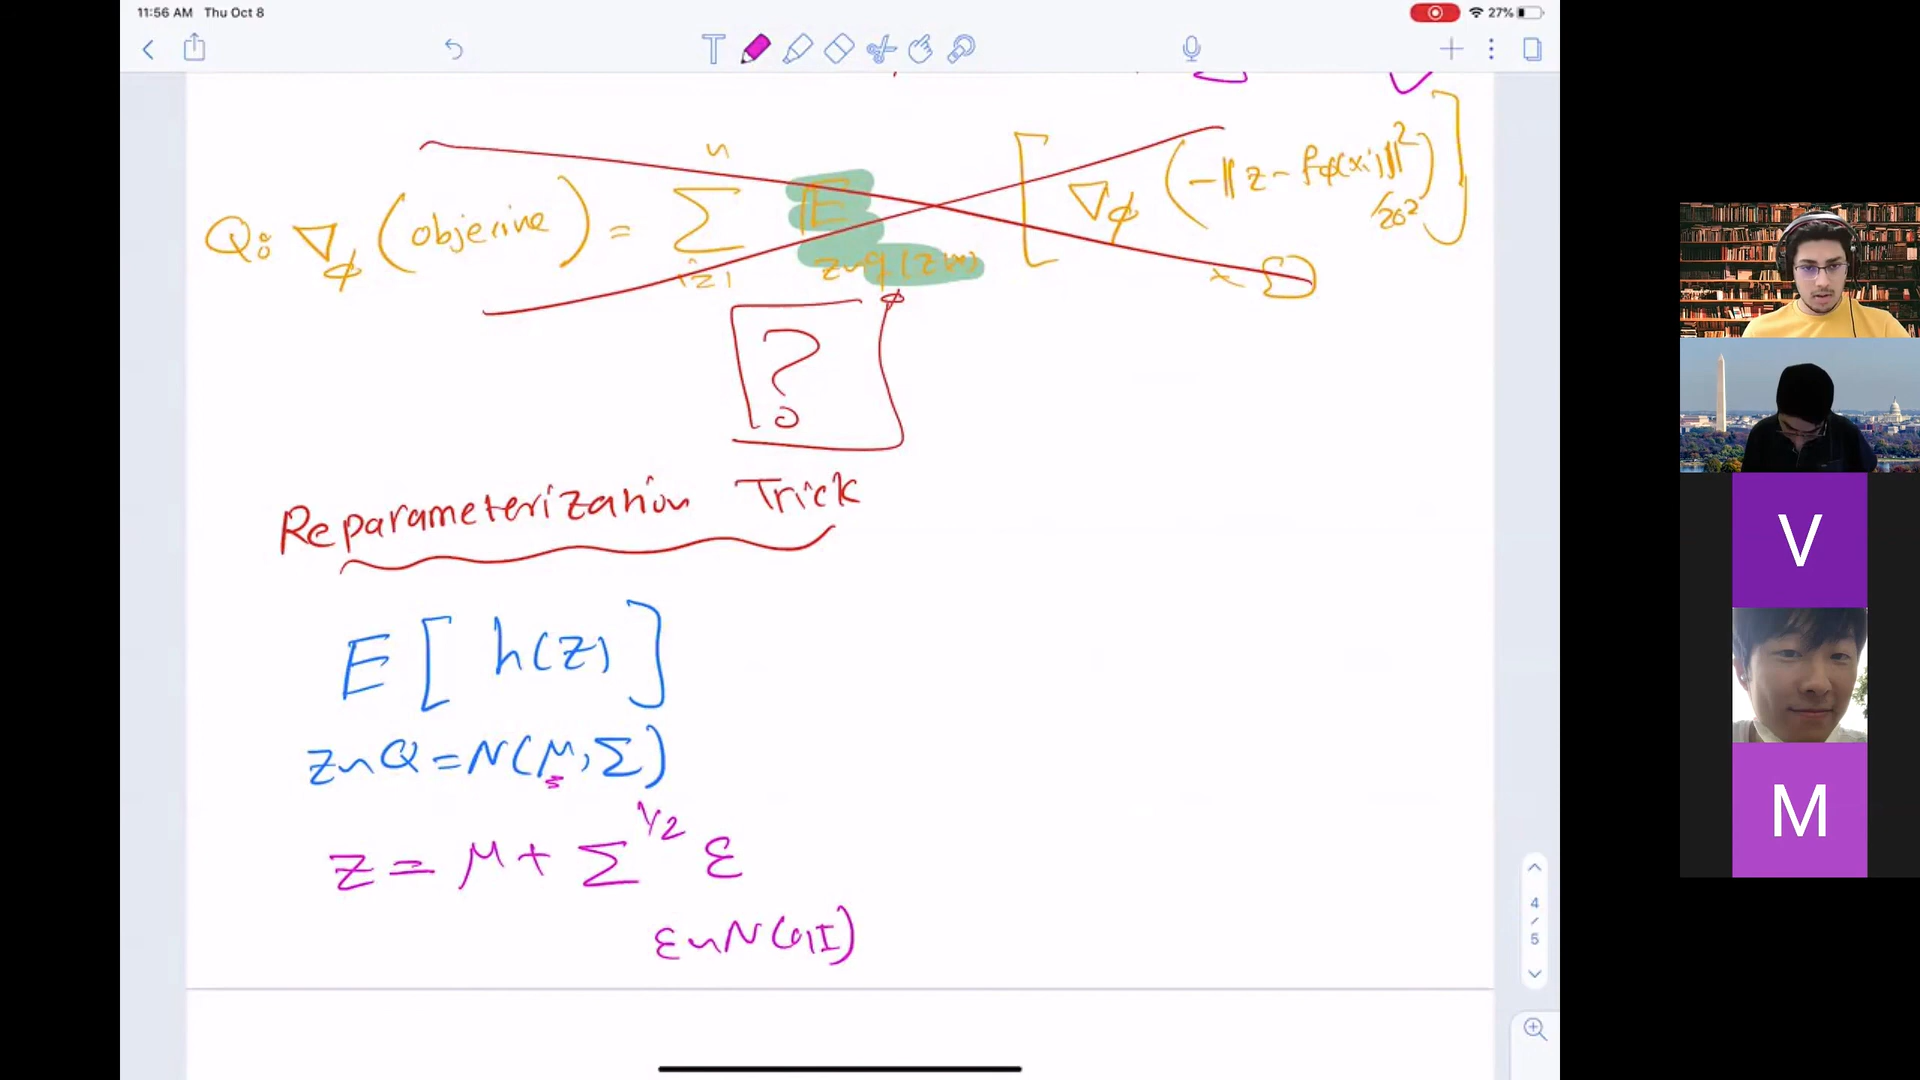 11:56 AM Thu Oct 8
27%
Q: ∇φ (objective) = Σ i=1 n E z~q(z|x) φ [ ∇φ (-||z - fφ(xi)||² /2σ²) ]
?
Reparameterization Trick
E [ h(z) ]
z~Q = N(μ, Σ)
z = μ + Σ^1/2 ε
ε~N(0,I)
V
M
4
/
5